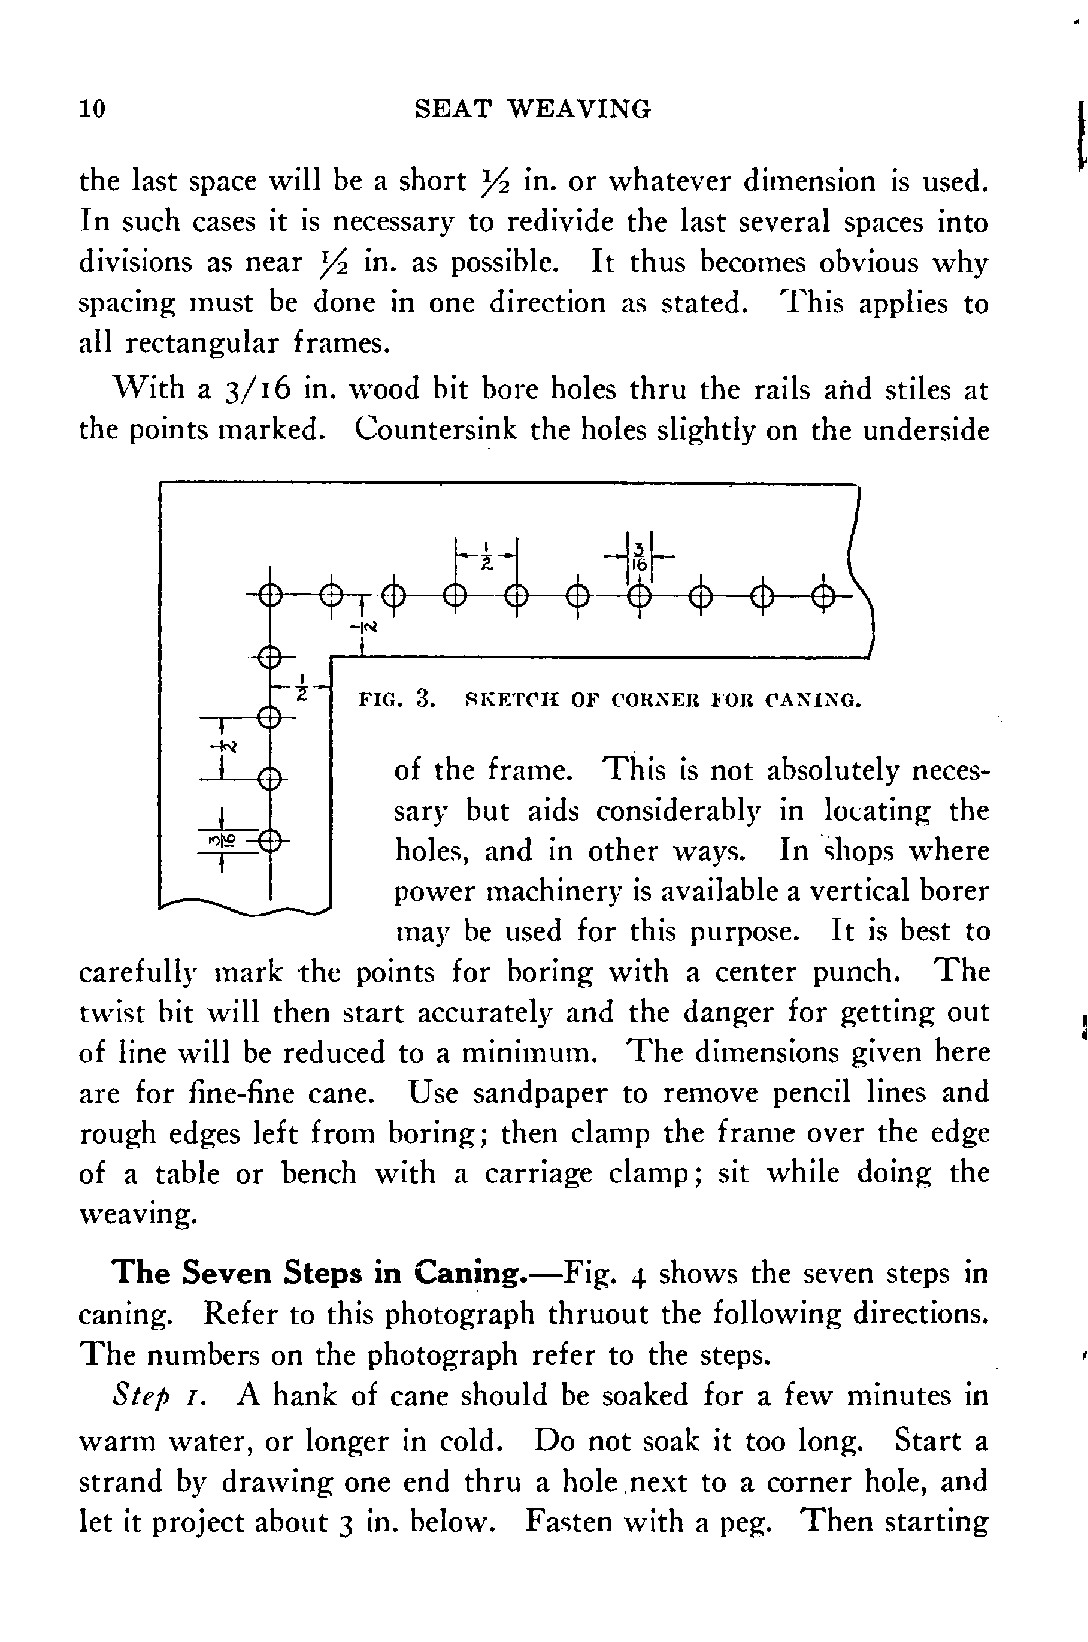 10 SEAT WEAVING
the last space will be a short ½ in. or whatever dimension is used.
In such cases it is necessary to redivide the last several spaces into
divisions as near ½ in. as possible. It thus becomes obvious why
spacing must be done in one direction as stated. This applies to
all rectangular frames.
With a 3/16 in. wood bit bore holes thru the rails and stiles at
the points marked. Countersink the holes slightly on the underside
1/2
3/16
1/2
1/2
FIG. 3. SKETCH OF CORNER FOR CANING.
1/2
3/16
of the frame. This is not absolutely neces-
sary but aids considerably in locating the
holes, and in other ways. In shops where
power machinery is available a vertical borer
may be used for this purpose. It is best to
carefully mark the points for boring with a center punch. The
twist bit will then start accurately and the danger for getting out
of line will be reduced to a minimum. The dimensions given here
are for fine-fine cane. Use sandpaper to remove pencil lines and
rough edges left from boring; then clamp the frame over the edge
of a table or bench with a carriage clamp; sit while doing the
weaving.
The Seven Steps in Caning.—Fig. 4 shows the seven steps in
caning. Refer to this photograph thruout the following directions.
The numbers on the photograph refer to the steps.
Step 1. A hank of cane should be soaked for a few minutes in
warm water, or longer in cold. Do not soak it too long. Start a
strand by drawing one end thru a hole next to a corner hole, and
let it project about 3 in. below. Fasten with a peg. Then starting